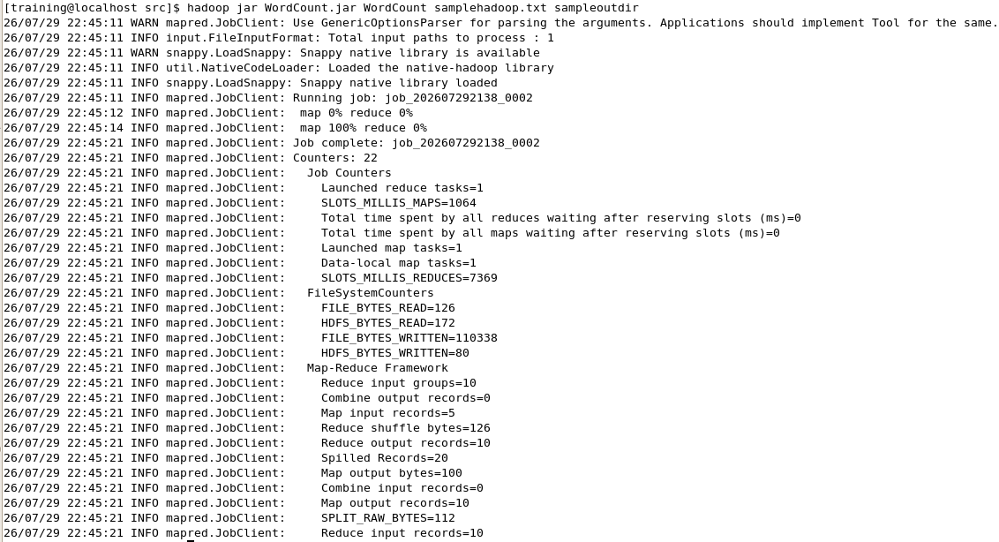 [training@localhost src]$ hadoop jar WordCount.jar WordCount samplehadoop.txt sampleoutdir
26/07/29 22:45:11 WARN mapred.JobClient: Use GenericOptionsParser for parsing the arguments. Applications should implement Tool for the same.
26/07/29 22:45:11 INFO input.FileInputFormat: Total input paths to process : 1
26/07/29 22:45:11 WARN snappy.LoadSnappy: Snappy native library is available
26/07/29 22:45:11 INFO util.NativeCodeLoader: Loaded the native-hadoop library
26/07/29 22:45:11 INFO snappy.LoadSnappy: Snappy native library loaded
26/07/29 22:45:11 INFO mapred.JobClient: Running job: job_202607292138_0002
26/07/29 22:45:12 INFO mapred.JobClient:  map 0% reduce 0%
26/07/29 22:45:14 INFO mapred.JobClient:  map 100% reduce 0%
26/07/29 22:45:21 INFO mapred.JobClient: Job complete: job_202607292138_0002
26/07/29 22:45:21 INFO mapred.JobClient: Counters: 22
26/07/29 22:45:21 INFO mapred.JobClient:   Job Counters
26/07/29 22:45:21 INFO mapred.JobClient:     Launched reduce tasks=1
26/07/29 22:45:21 INFO mapred.JobClient:     SLOTS_MILLIS_MAPS=1064
26/07/29 22:45:21 INFO mapred.JobClient:     Total time spent by all reduces waiting after reserving slots (ms)=0
26/07/29 22:45:21 INFO mapred.JobClient:     Total time spent by all maps waiting after reserving slots (ms)=0
26/07/29 22:45:21 INFO mapred.JobClient:     Launched map tasks=1
26/07/29 22:45:21 INFO mapred.JobClient:     Data-local map tasks=1
26/07/29 22:45:21 INFO mapred.JobClient:     SLOTS_MILLIS_REDUCES=7369
26/07/29 22:45:21 INFO mapred.JobClient:   FileSystemCounters
26/07/29 22:45:21 INFO mapred.JobClient:     FILE_BYTES_READ=126
26/07/29 22:45:21 INFO mapred.JobClient:     HDFS_BYTES_READ=172
26/07/29 22:45:21 INFO mapred.JobClient:     FILE_BYTES_WRITTEN=110338
26/07/29 22:45:21 INFO mapred.JobClient:     HDFS_BYTES_WRITTEN=80
26/07/29 22:45:21 INFO mapred.JobClient:   Map-Reduce Framework
26/07/29 22:45:21 INFO mapred.JobClient:     Reduce input groups=10
26/07/29 22:45:21 INFO mapred.JobClient:     Combine output records=0
26/07/29 22:45:21 INFO mapred.JobClient:     Map input records=5
26/07/29 22:45:21 INFO mapred.JobClient:     Reduce shuffle bytes=126
26/07/29 22:45:21 INFO mapred.JobClient:     Reduce output records=10
26/07/29 22:45:21 INFO mapred.JobClient:     Spilled Records=20
26/07/29 22:45:21 INFO mapred.JobClient:     Map output bytes=100
26/07/29 22:45:21 INFO mapred.JobClient:     Combine input records=0
26/07/29 22:45:21 INFO mapred.JobClient:     Map output records=10
26/07/29 22:45:21 INFO mapred.JobClient:     SPLIT_RAW_BYTES=112
26/07/29 22:45:21 INFO mapred.JobClient:     Reduce input records=10